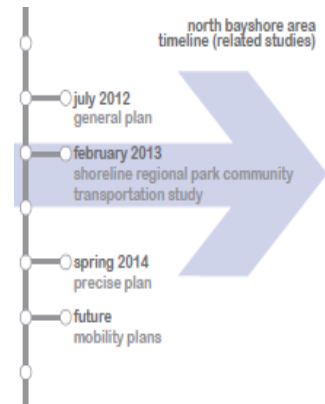 north bayshore area
timeline (related studies)
july 2012
general plan
february 2013
shoreline regional park community
transportation study
spring 2014
precise plan
future
mobility plans